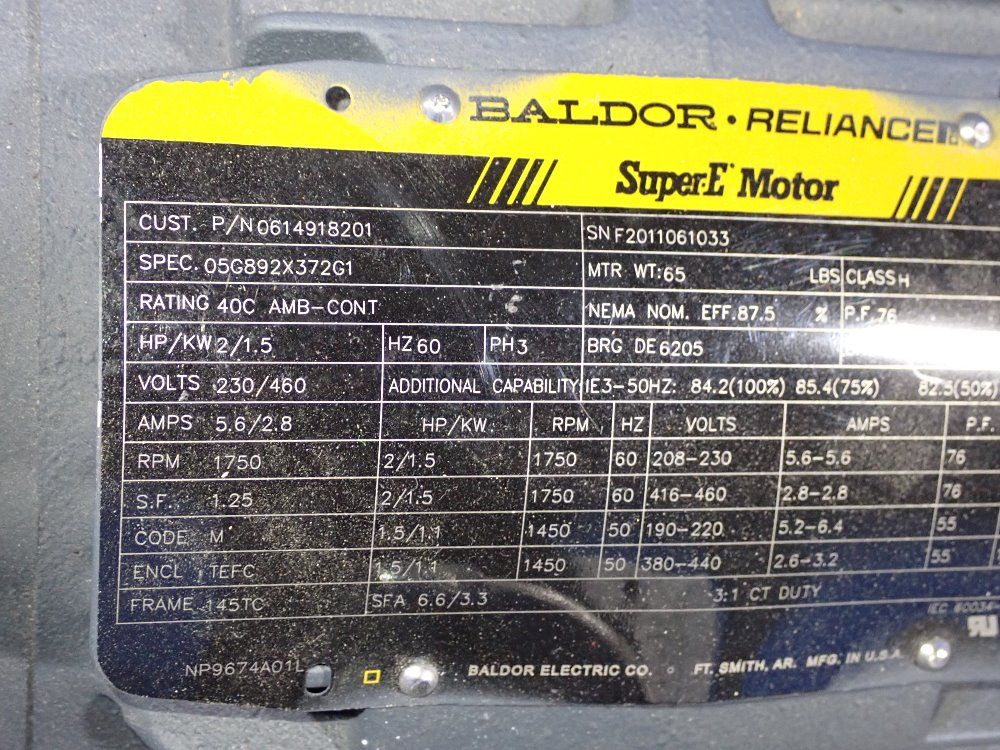 BALDOR • RELIANCE
Super-E Motor
CUST. P/N 0614918201 SN F2011061033
SPEC. 05G892X372G1 MTR WT: 65 LBS CLASS H
RATING 40C AMB-CONT NEMA NOM. EFF. 87.5 % P.F. 76
HP/KW 2/1.5 HZ 60 PH 3 BRG DE 6205
VOLTS 230/460 ADDITIONAL CAPABILITY: IE3-50HZ: 84.2(100%) 85.4(75%) 82.5(50%)
AMPS 5.6/2.8 HP/KW RPM HZ VOLTS AMPS P.F.
RPM 1750 2/1.5 1750 60 208-230 5.6-5.6 76
S.F. 1.25 2/1.5 1750 60 416-460 2.8-2.8 76
CODE M 1.5/1.1 1450 50 190-220 5.2-6.4 55
ENCL TEFC 1.5/1.1 1450 50 380-440 2.6-3.2 55
FRAME 145TC SFA 6.6/3.3 3:1 CT DUTY
IEC 60034
NP9674A01L BALDOR ELECTRIC CO. FT. SMITH, AR. MFG. IN U.S.A.